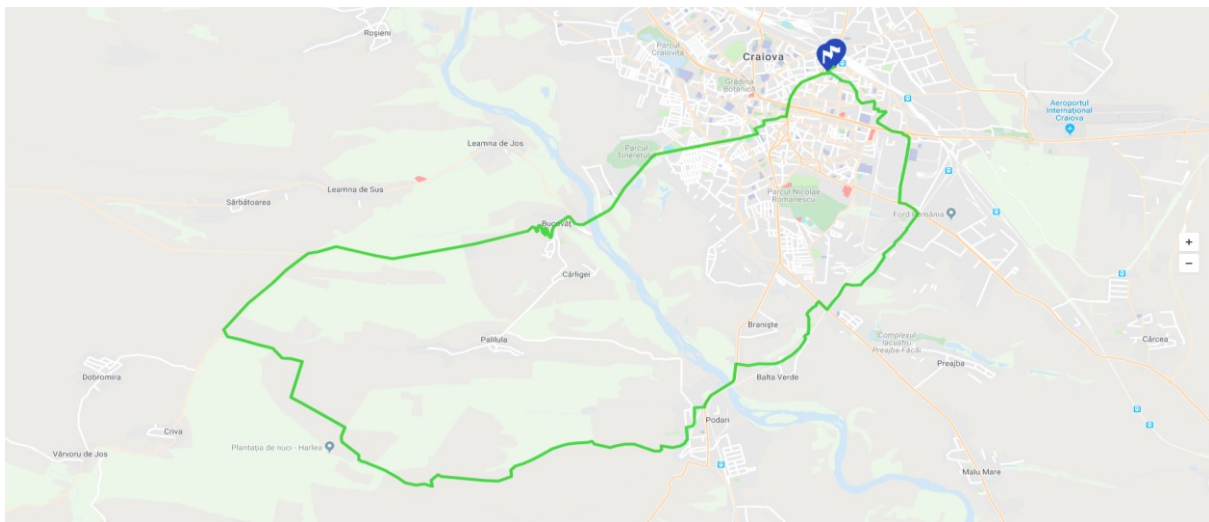 Roșieni
Parcul
Craiovița
Craiova
Grădina
Botanică
Aeroportul
Internațional
Craiova
Leamna de Jos
Parcul
Tineretului
Leamna de Sus
Sărbătoarea
Parcul Nicolae
Romanescu
Ford România
Bucovăț
Cârligei
+
−
Braniște
Complexul
lacustru
Preajba-Făcăi
Palilula
Cârcea
Preajba
Dobromira
Balta Verde
Podari
Criva
Plantația de nuci - Harlea
Vârvoru de Jos
Malu Mare